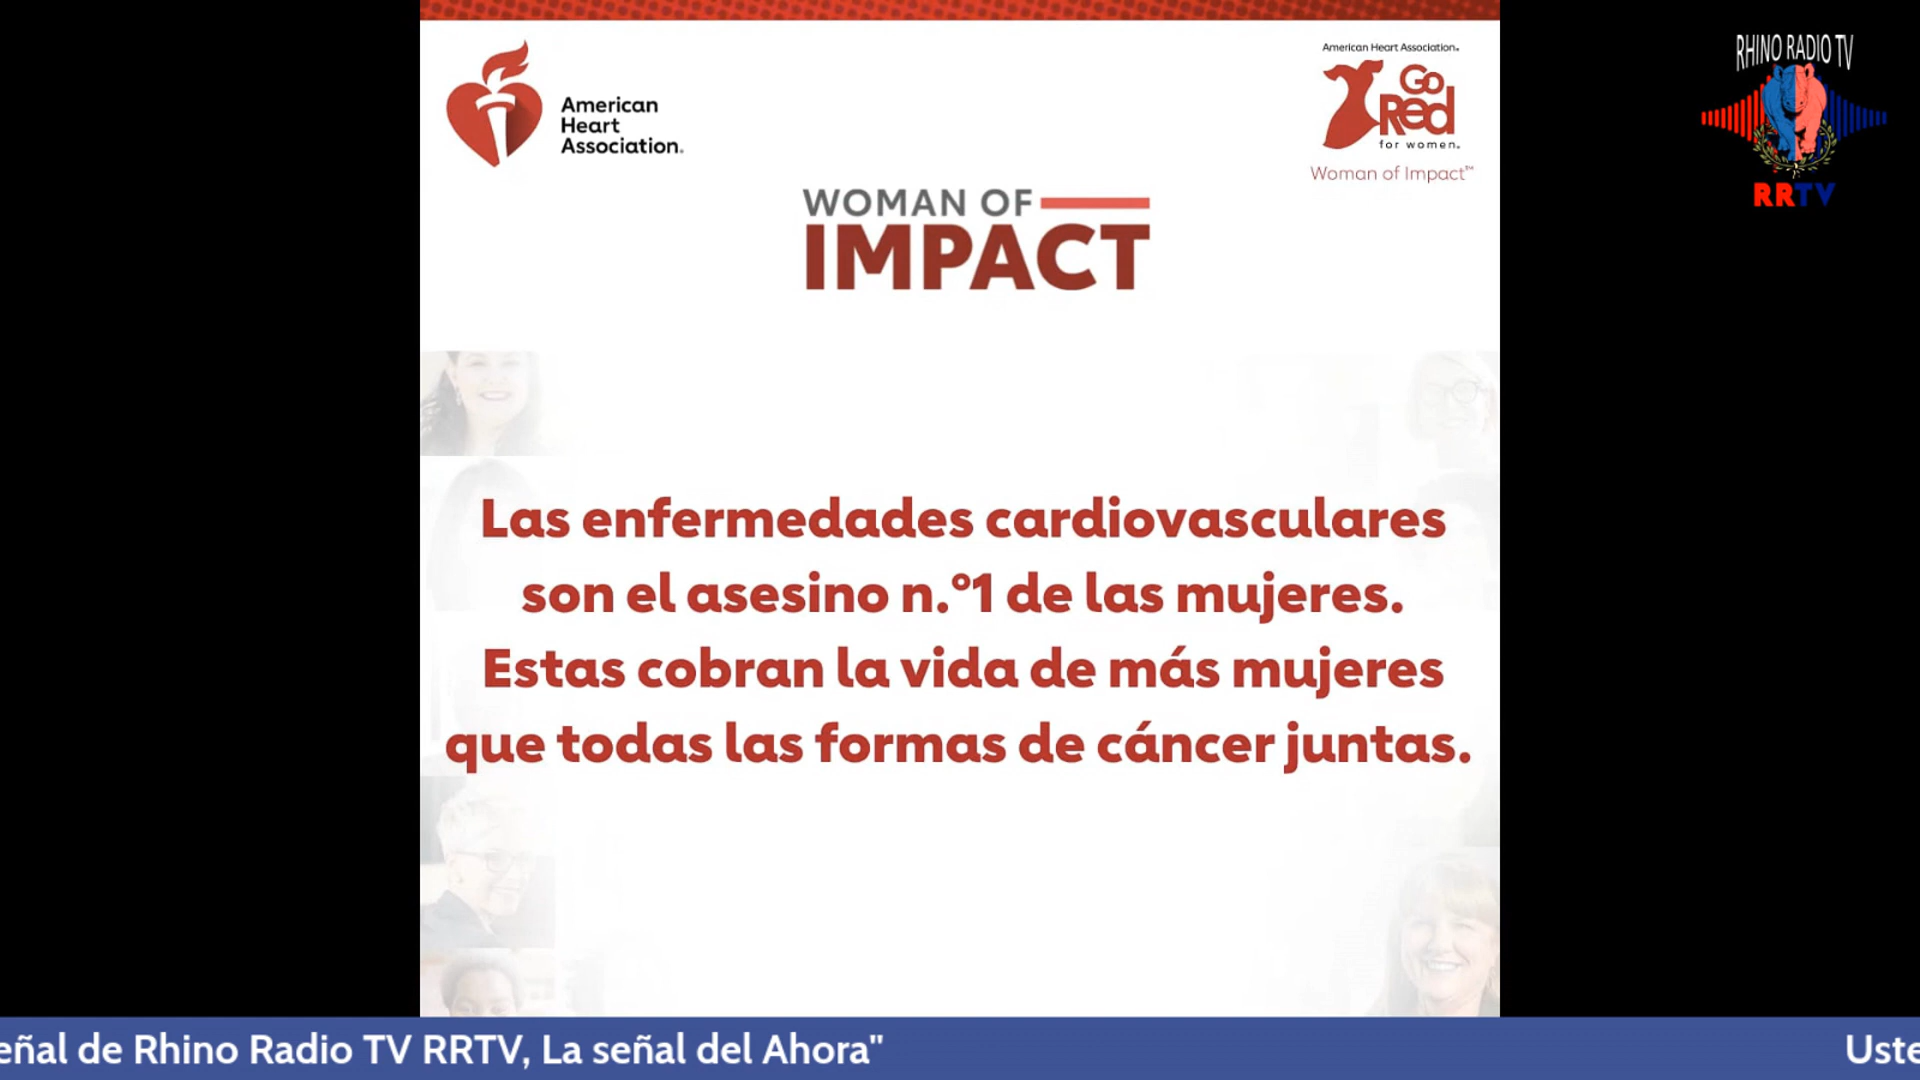 American
Heart
Association.
American Heart Association.
Go
Red
for women.
Woman of Impact™
RHINO RADIO TV
RRTV
WOMAN OF
IMPACT
Las enfermedades cardiovasculares
son el asesino n.°1 de las mujeres.
Estas cobran la vida de más mujeres
que todas las formas de cáncer juntas.
eñal de Rhino Radio TV RRTV, La señal del Ahora" Uste